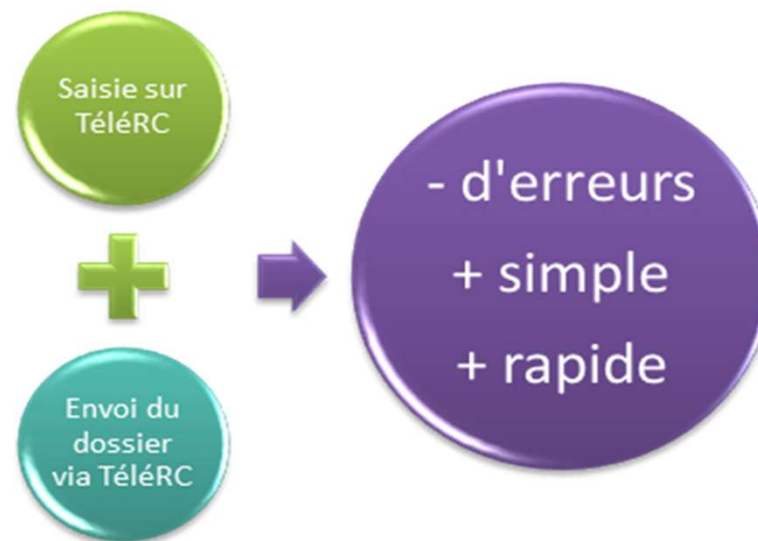 Saisie sur
TéléRC
Envoi du
dossier
via TéléRC
- d'erreurs
+ simple
+ rapide